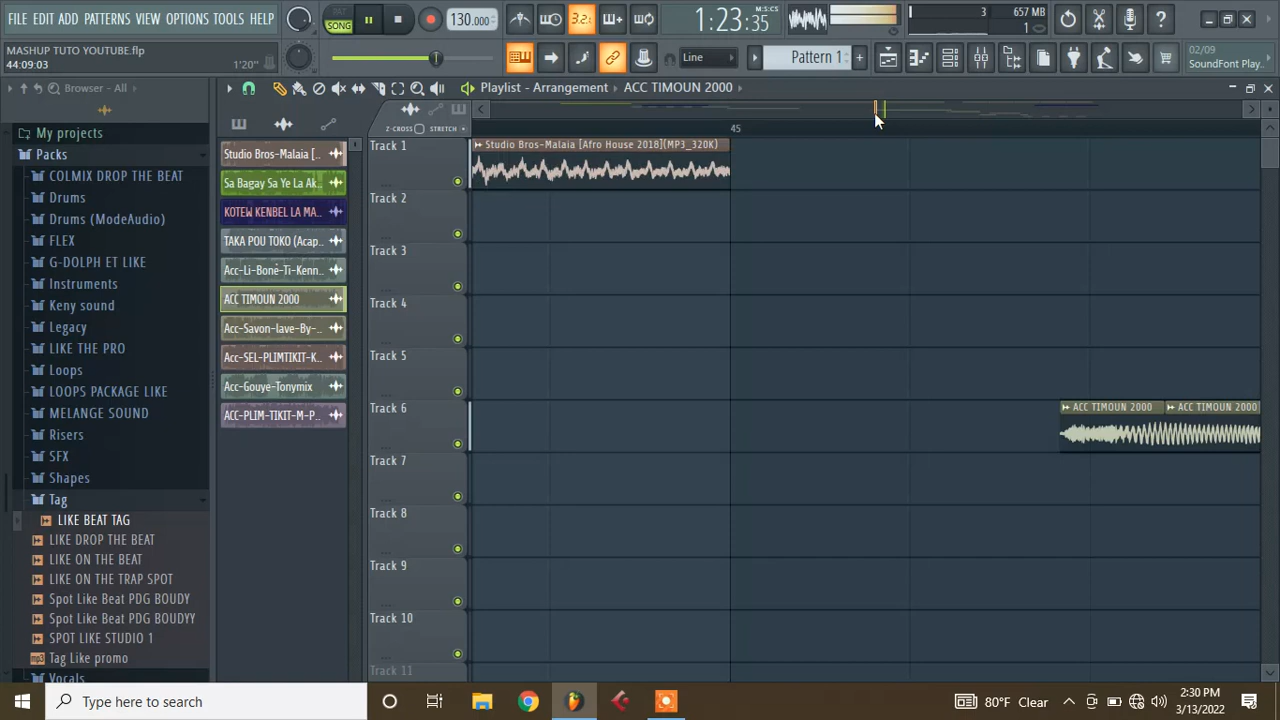 FILE EDIT ADD PATTERNS VIEW OPTIONS TOOLS HELP
PAT
SONG
130.000
3.2:
1:23:35
M:S:CS
3
657 MB
1
MASHUP TUTO YOUTUBE.flp
44:09:03
1'20"
Line
Pattern 1
02/09
SoundFont Play..
Browser - All
Playlist - Arrangement
ACC TIMOUN 2000
Z-CROSS
STRETCH
45
My projects
Packs
COLMIX DROP THE BEAT
Drums
Drums (ModeAudio)
FLEX
G-DOLPH ET LIKE
Instruments
Keny sound
Legacy
LIKE THE PRO
Loops
LOOPS PACKAGE LIKE
MELANGE SOUND
Risers
SFX
Shapes
Tag
LIKE BEAT TAG
LIKE DROP THE BEAT
LIKE ON THE BEAT
LIKE ON THE TRAP SPOT
Spot Like Beat PDG BOUDY
Spot Like Beat PDG BOUDYY
SPOT LIKE STUDIO 1
Tag Like promo
Vocals
Studio Bros-Malaia [..
Sa Bagay Sa Ye La Ak..
KOTEW KENBEL LA MA..
TAKA POU TOKO (Acap..
Acc-Li-Bonè-Ti-Kenn..
ACC TIMOUN 2000
Acc-Savon-lave-By-..
Acc-SEL-PLIMTIKIT-K..
Acc-Gouye-Tonymix
ACC-PLIM-TIKIT-M-P..
Track 1
Studio Bros-Malaia [Afro House 2018](MP3_320K)
Track 2
Track 3
Track 4
Track 5
Track 6
ACC TIMOUN 2000
ACC TIMOUN 2000
Track 7
Track 8
Track 9
Track 10
Track 11
Type here to search
80°F Clear
2:30 PM
3/13/2022